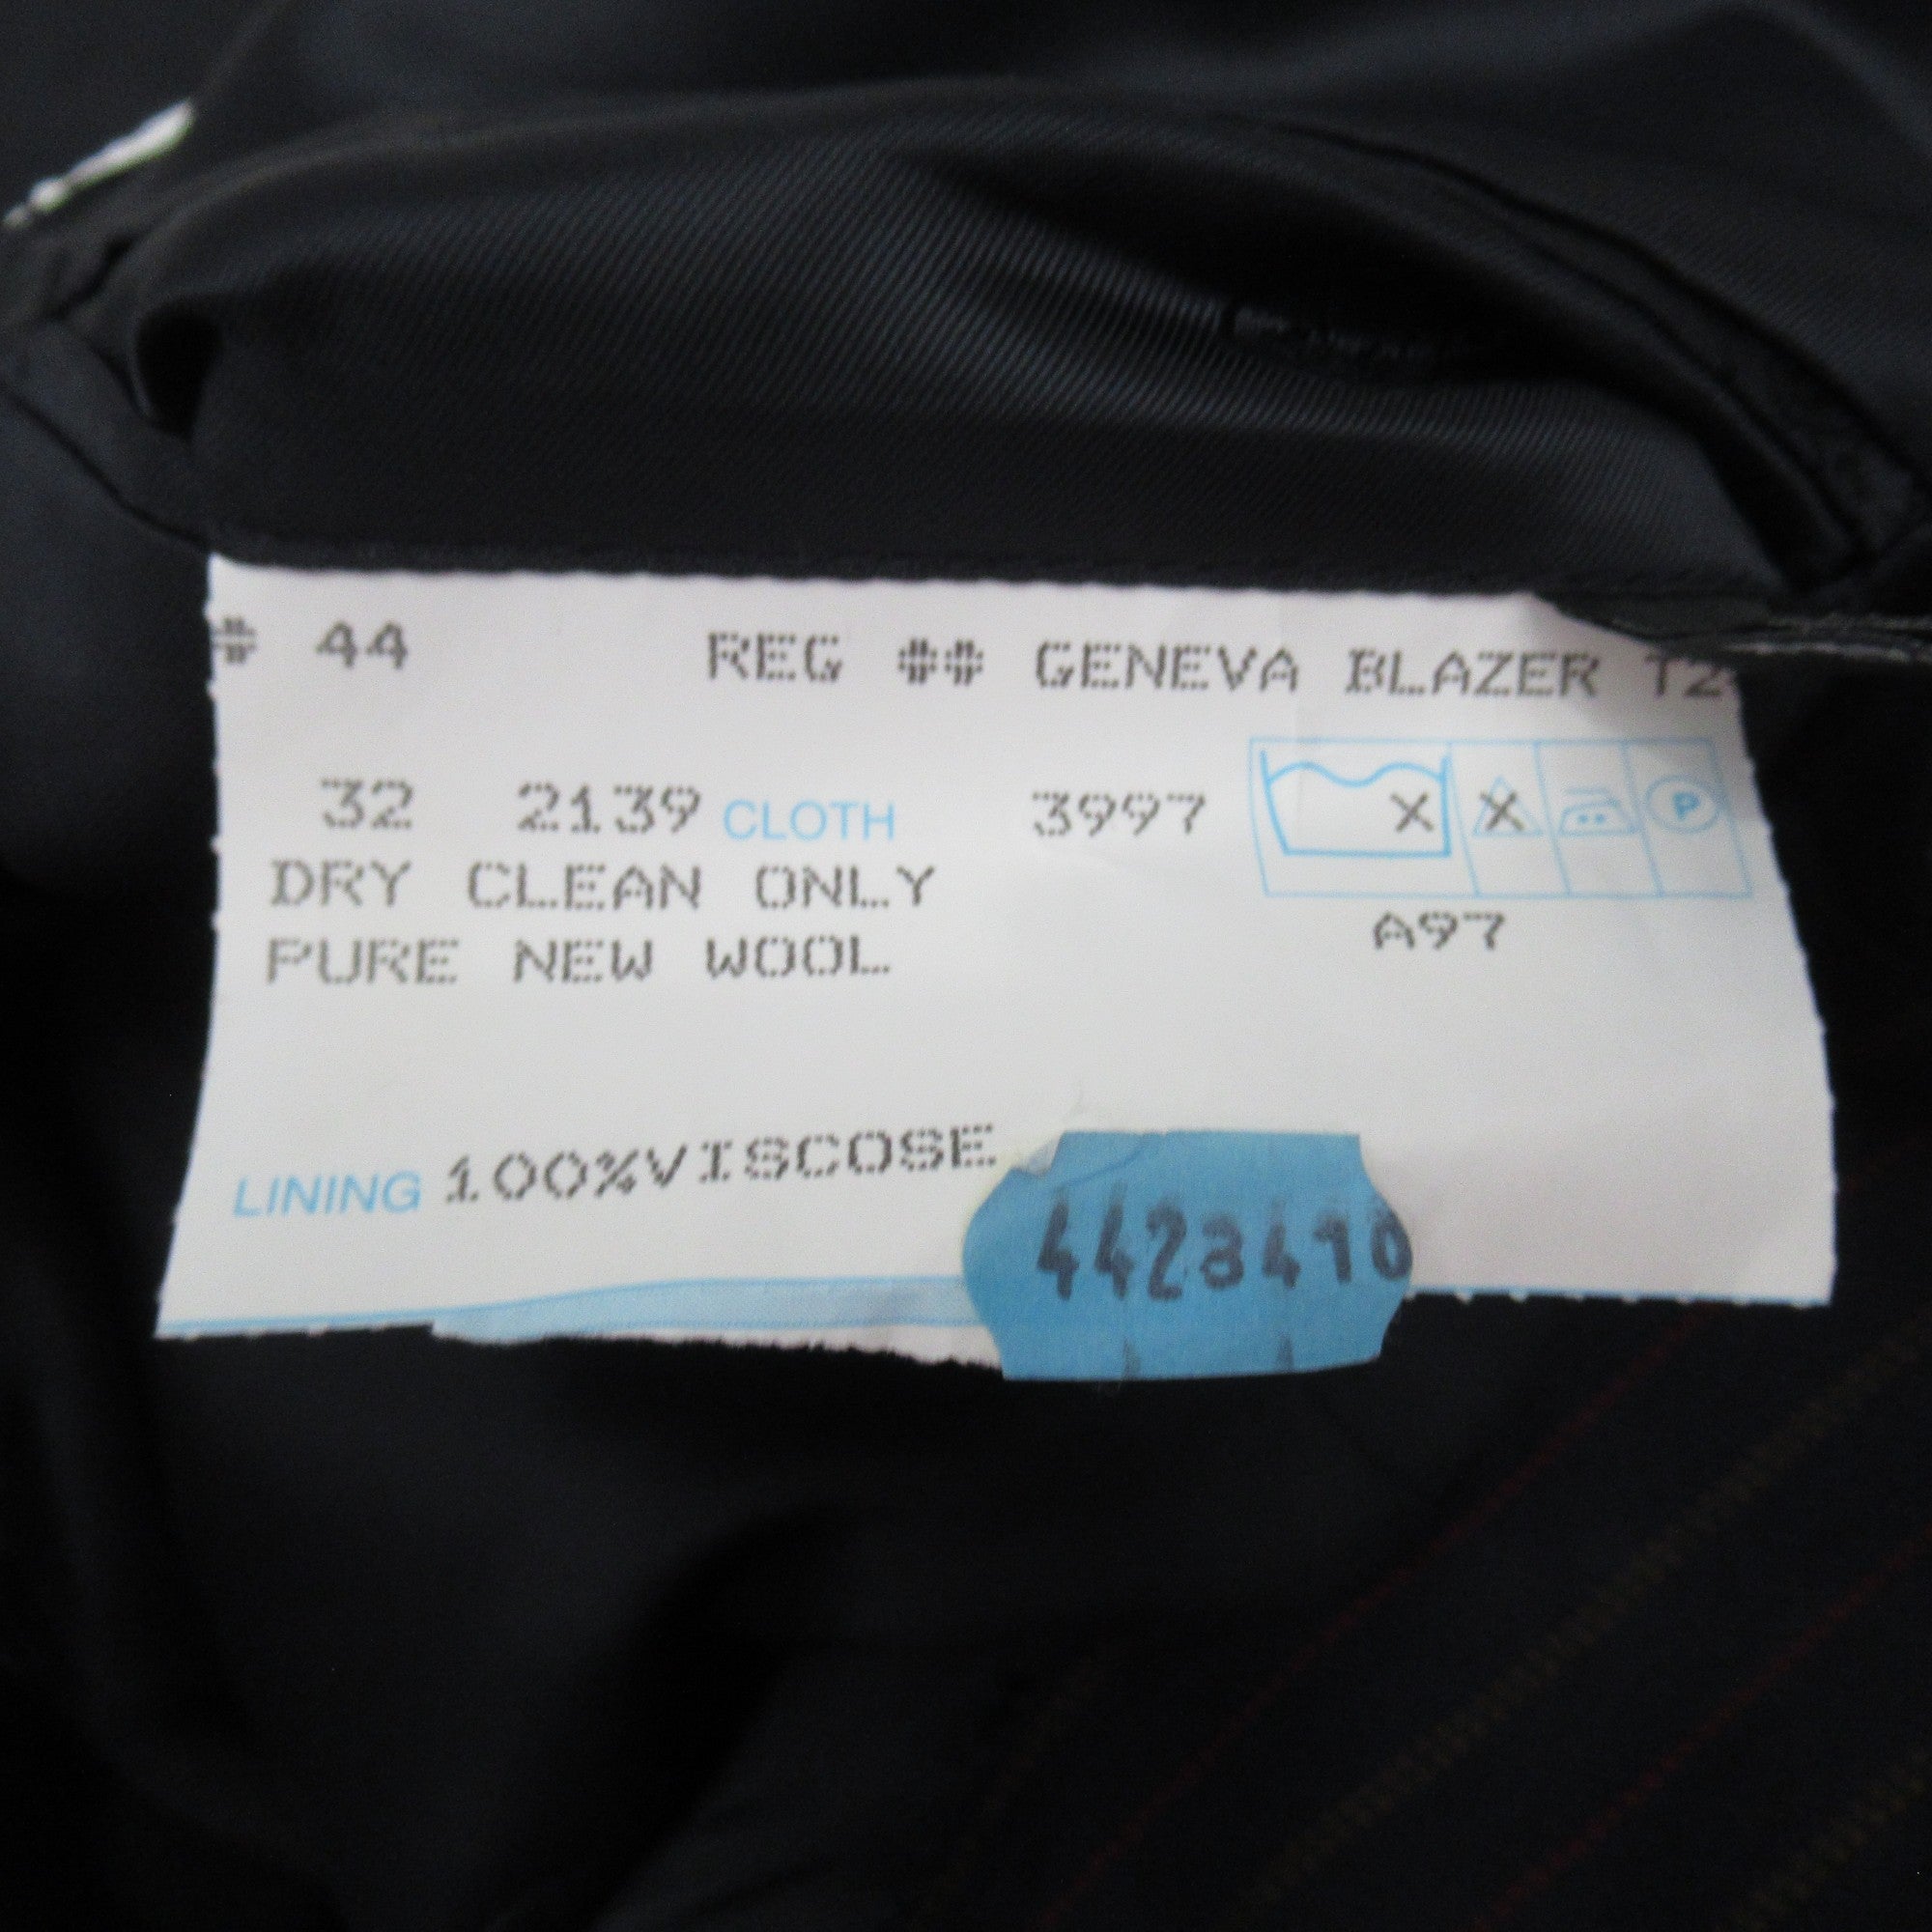 # 44 REG ## GENEVA BLAZER T2
32 2139 CLOTH 3997
DRY CLEAN ONLY
P
A97
PURE NEW WOOL
LINING 100%VISCOSE
4423410